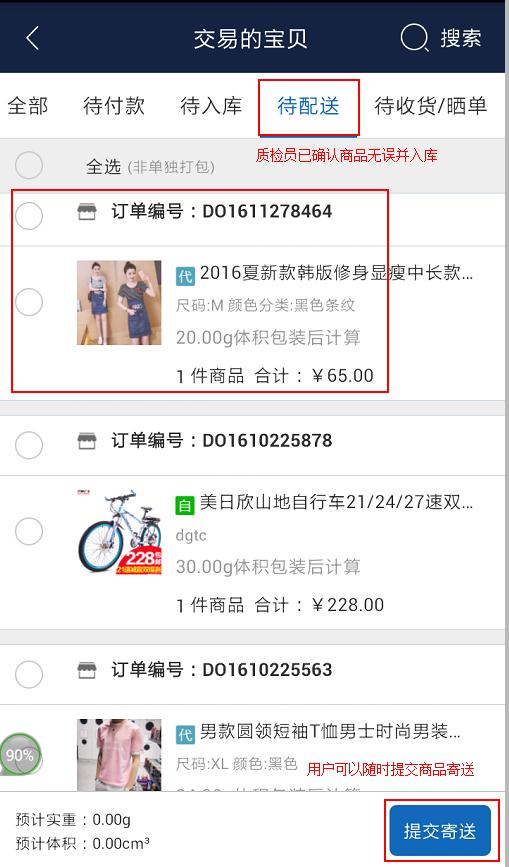 交易的宝贝 搜索
全部 待付款 待入库 待配送 待收货/晒单
质检员已确认商品无误并入库
全选 (非单独打包)
订单编号：DO1611278464
代 2016夏新款韩版修身显瘦中长款...
尺码:M 颜色分类:黑色条纹
20.00g体积包装后计算
1 件商品 合计：￥65.00
订单编号：DO1610225878
自 美日欣山地自行车21/24/27速双...
228包邮
dgtc
30.00g体积包装后计算
1 件商品 合计：￥228.00
订单编号：DO1610225563
代 男款圆领短袖T恤男士时尚男装...
90%
尺码:XL 颜色:黑色
用户可以随时提交商品寄送
预计实重：0.00g
预计体积：0.00cm³
提交寄送